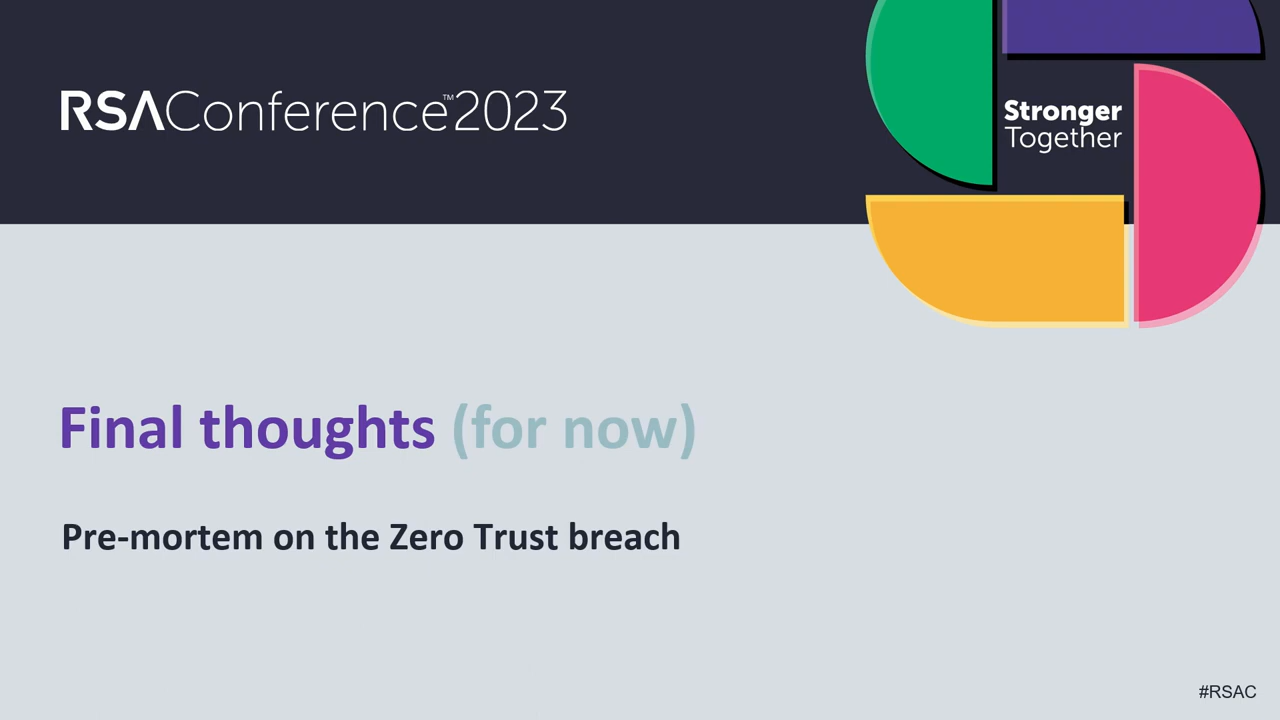 RSAConference™2023
Stronger
Together
Final thoughts (for now)
Pre-mortem on the Zero Trust breach
#RSAC